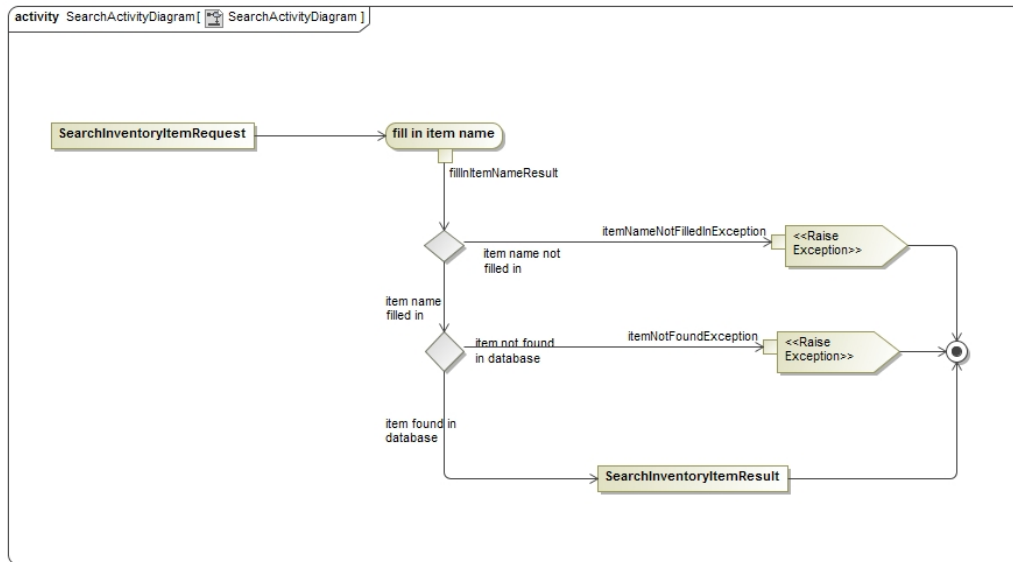 activity SearchActivityDiagram[ SearchActivityDiagram ]
SearchInventoryItemRequest
fill in item name
fillInItemNameResult
itemNameNotFilledInException
<<Raise
Exception>>
item name not
filled in
item name
filled in
itemNotFoundException
<<Raise
Exception>>
item not found
in database
item found in
database
SearchInventoryItemResult